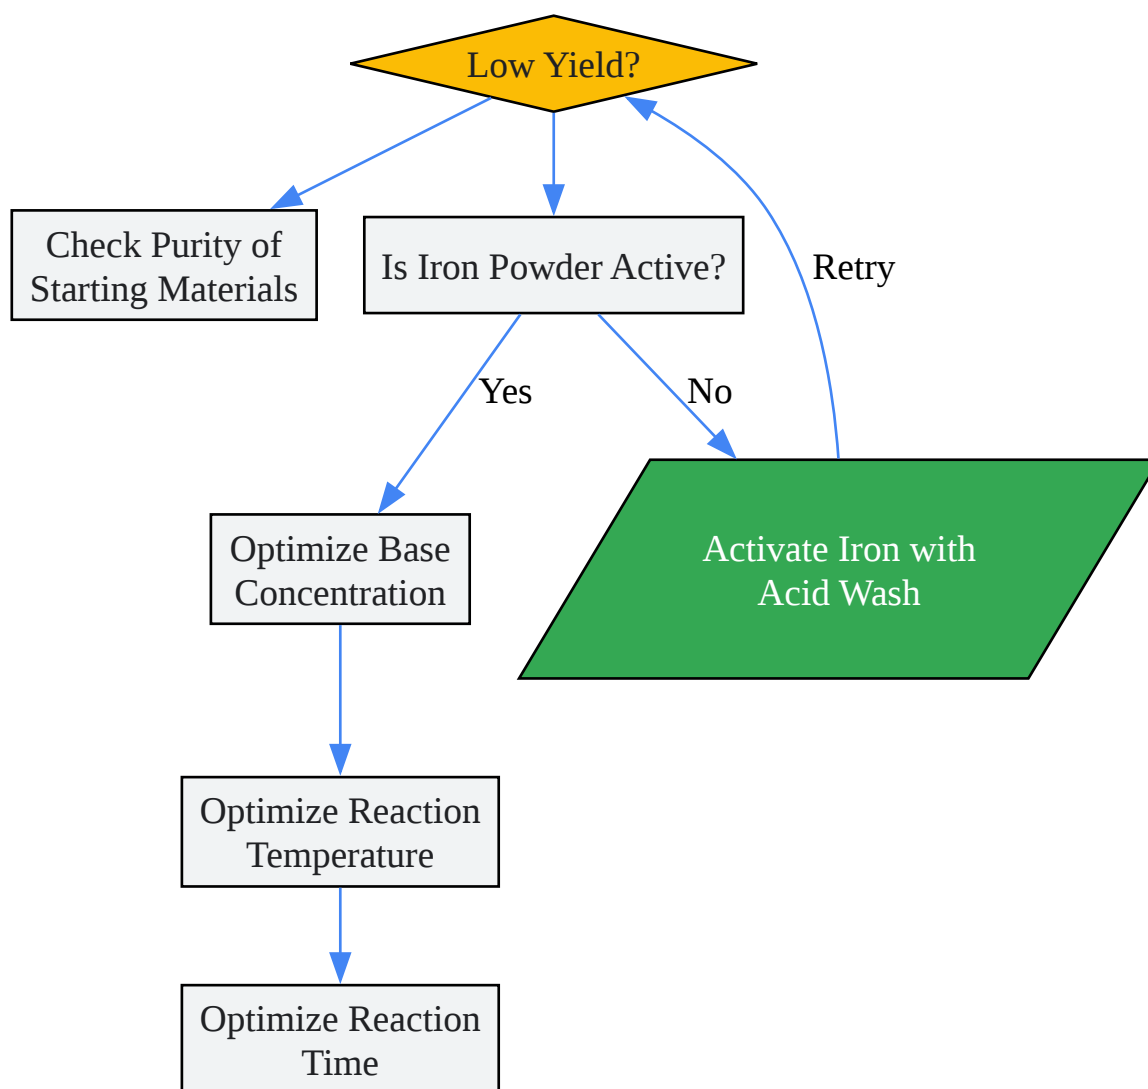 Low Yield?
Check Purity of
Starting Materials
Is Iron Powder Active?
Retry
Yes
No
Optimize Base
Concentration
Activate Iron with
Acid Wash
Optimize Reaction
Temperature
Optimize Reaction
Time